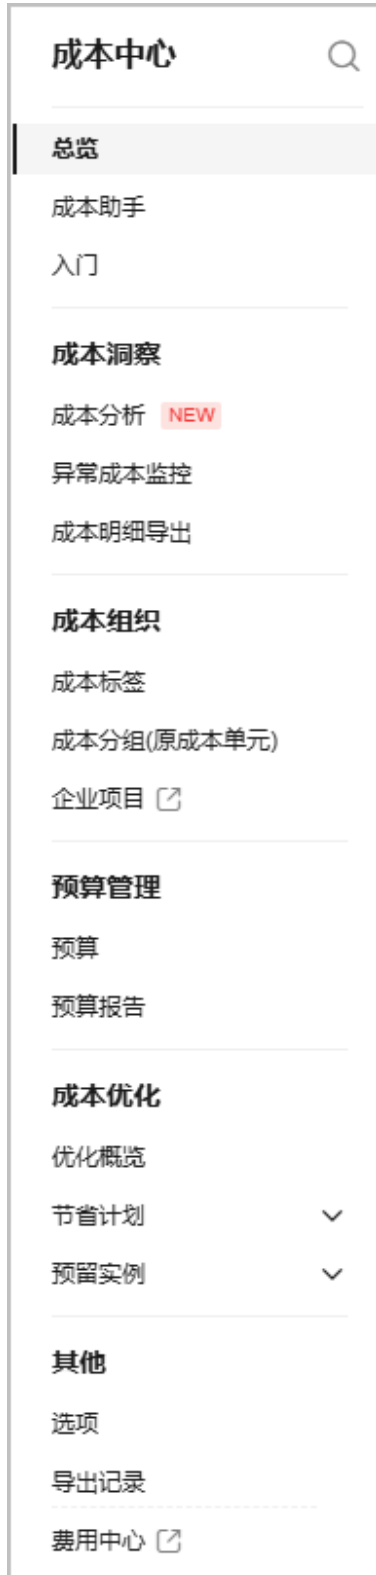 成本中心
总览
成本助手
入门
成本洞察
成本分析 NEW
异常成本监控
成本明细导出
成本组织
成本标签
成本分组(原成本单元)
企业项目
预算管理
预算
预算报告
成本优化
优化概览
节省计划
预留实例
其他
选项
导出记录
费用中心